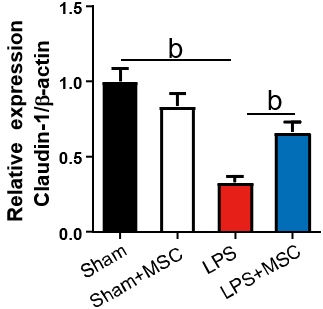 Relative expression
Claudin-1/β-actin
1.5
1.0
0.5
0.0
b
b
Sham
Sham+MSC
LPS
LPS+MSC